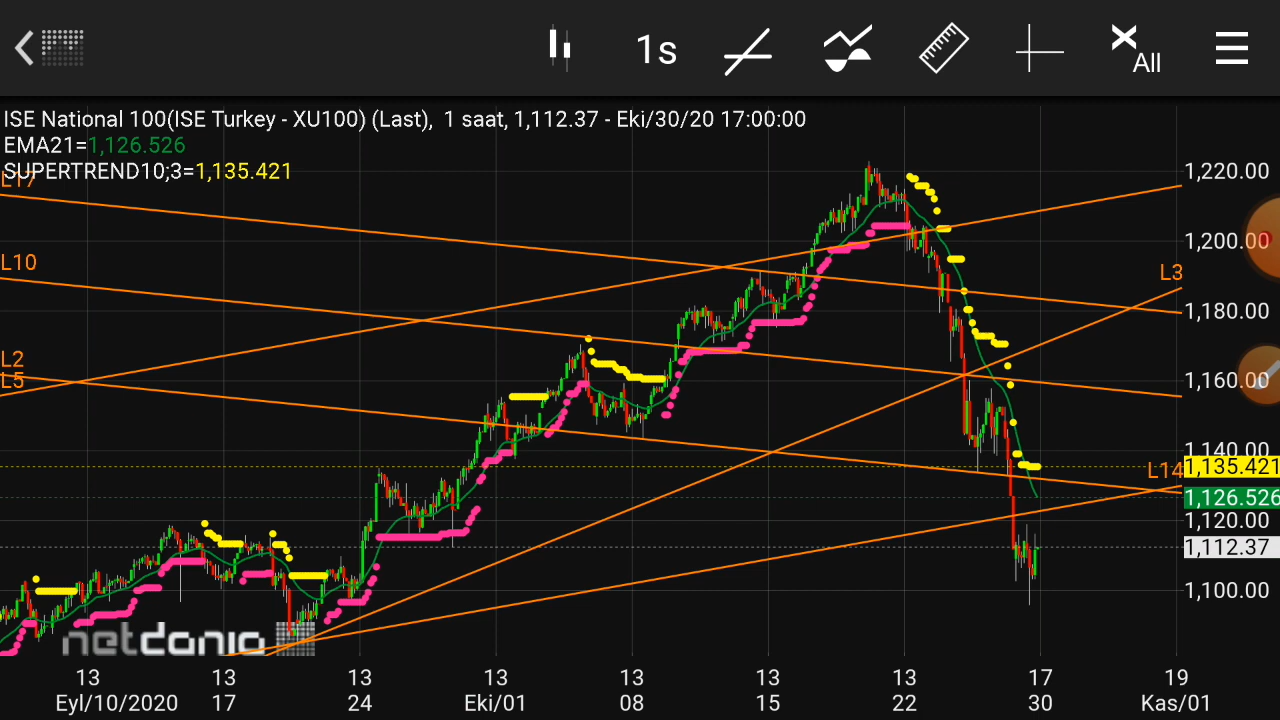 1s
All
ISE National 100(ISE Turkey - XU100) (Last), 1 saat, 1,112.37 - Eki/30/20 17:00:00
EMA21=1,126.526
SUPERTREND10;3=1,135.421
L17
1,220.00
1,200.00
L10
L3
1,180.00
L2
L5
1,160.00
1,140.00
L14
1,135.421
1,126.526
1,120.00
1,112.37
1,100.00
netdania
13 13 13 13 13 13 13 17 19
Eyl/10/2020 17 24 Eki/01 08 15 22 30 Kas/01